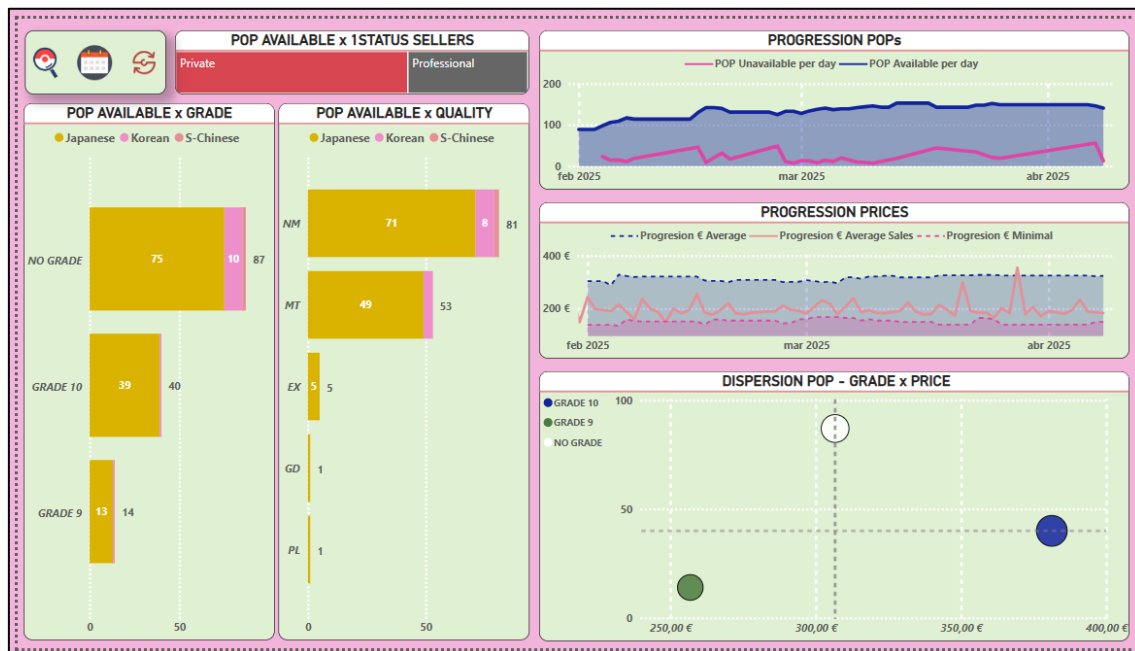 POP AVAILABLE x 1STATUS SELLERS
Private
Professional
POP AVAILABLE x GRADE
Japanese Korean S-Chinese
NO GRADE 75 10 87
GRADE 10 39 40
GRADE 9 13 14
0 50
POP AVAILABLE x QUALITY
Japanese Korean S-Chinese
NM 71 8 81
MT 49 53
EX 5 5
GD 1
PL 1
0 50
PROGRESSION POPs
POP Unavailable per day POP Available per day
200
100
0
feb 2025 mar 2025 abr 2025
PROGRESSION PRICES
Progresion € Average Progresion € Average Sales Progresion € Minimal
400 €
200 €
feb 2025 mar 2025 abr 2025
DISPERSION POP - GRADE x PRICE
GRADE 10
GRADE 9
NO GRADE
100
50
0
250,00 € 300,00 € 350,00 € 400,00 €